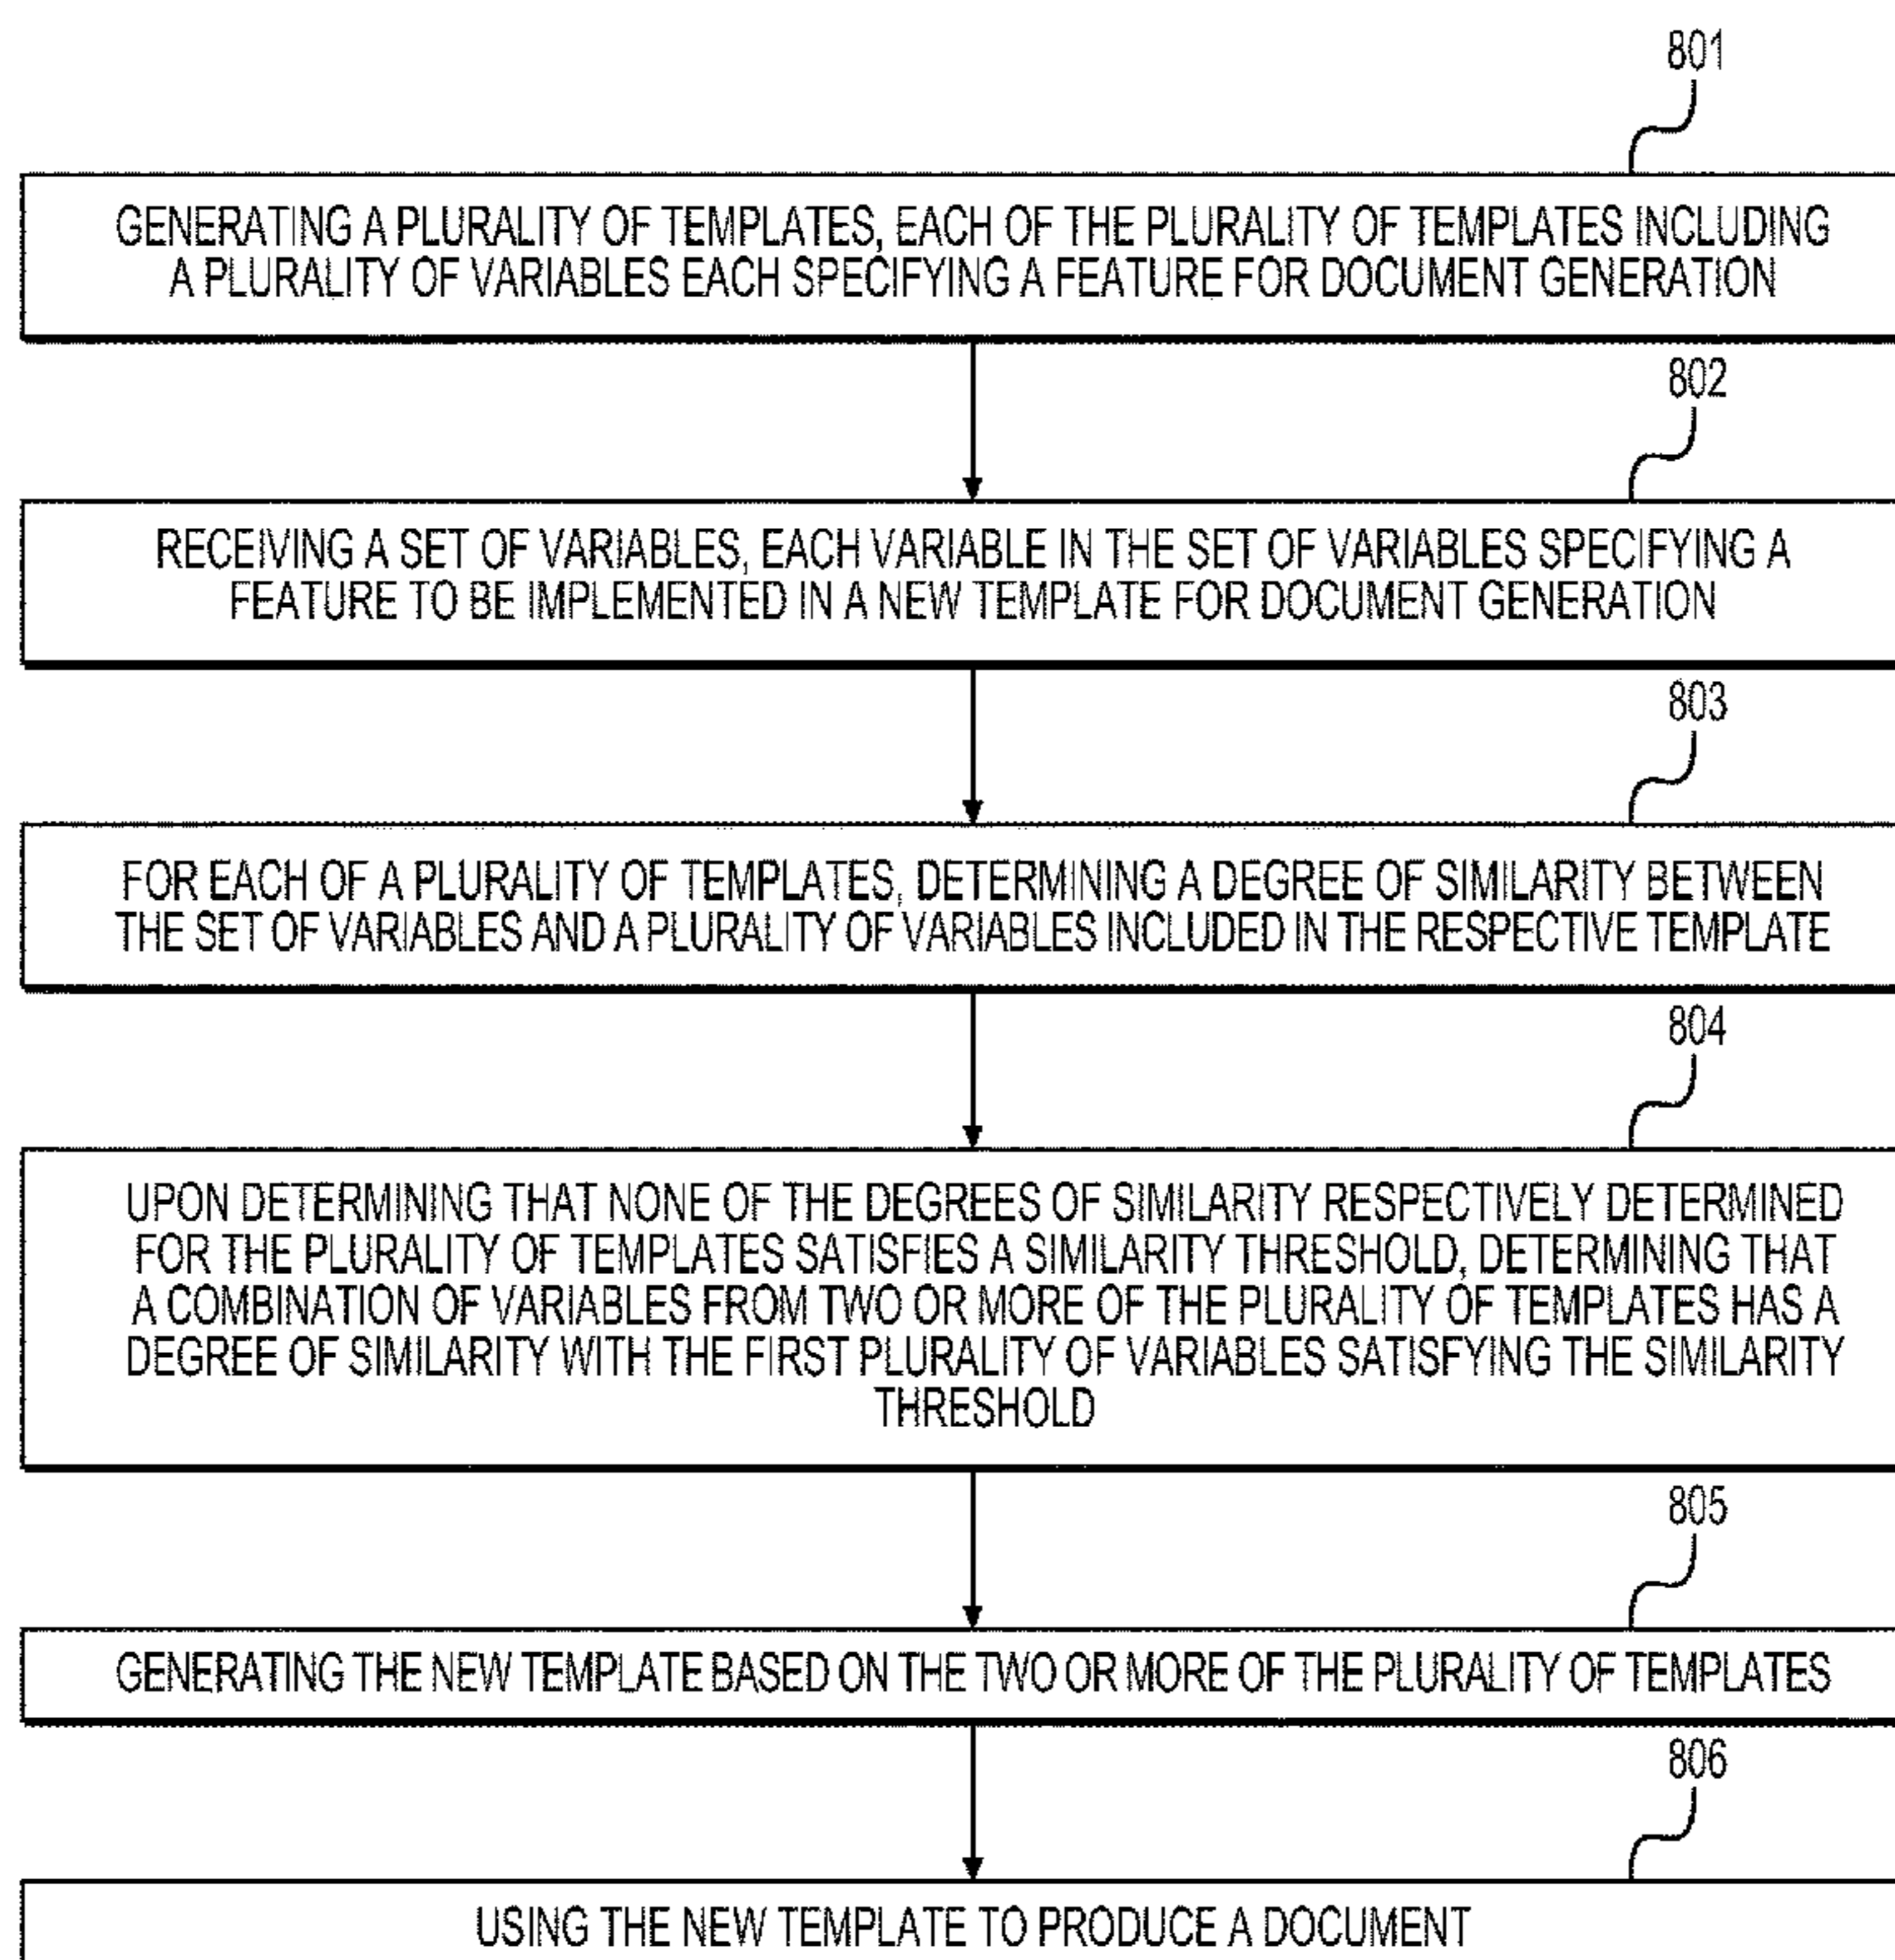 801
GENERATING A PLURALITY OF TEMPLATES, EACH OF THE PLURALITY OF TEMPLATES INCLUDING
A PLURALITY OF VARIABLES EACH SPECIFYING A FEATURE FOR DOCUMENT GENERATION
802
RECEIVING A SET OF VARIABLES, EACH VARIABLE IN THE SET OF VARIABLES SPECIFYING A
FEATURE TO BE IMPLEMENTED IN A NEW TEMPLATE FOR DOCUMENT GENERATION
803
FOR EACH OF A PLURALITY OF TEMPLATES, DETERMINING A DEGREE OF SIMILARITY BETWEEN
THE SET OF VARIABLES AND A PLURALITY OF VARIABLES INCLUDED IN THE RESPECTIVE TEMPLATE
804
UPON DETERMINING THAT NONE OF THE DEGREES OF SIMILARITY RESPECTIVELY DETERMINED
FOR THE PLURALITY OF TEMPLATES SATISFIES A SIMILARITY THRESHOLD, DETERMINING THAT
A COMBINATION OF VARIABLES FROM TWO OR MORE OF THE PLURALITY OF TEMPLATES HAS A
DEGREE OF SIMILARITY WITH THE FIRST PLURALITY OF VARIABLES SATISFYING THE SIMILARITY
THRESHOLD
805
GENERATING THE NEW TEMPLATE BASED ON THE TWO OR MORE OF THE PLURALITY OF TEMPLATES
806
USING THE NEW TEMPLATE TO PRODUCE A DOCUMENT